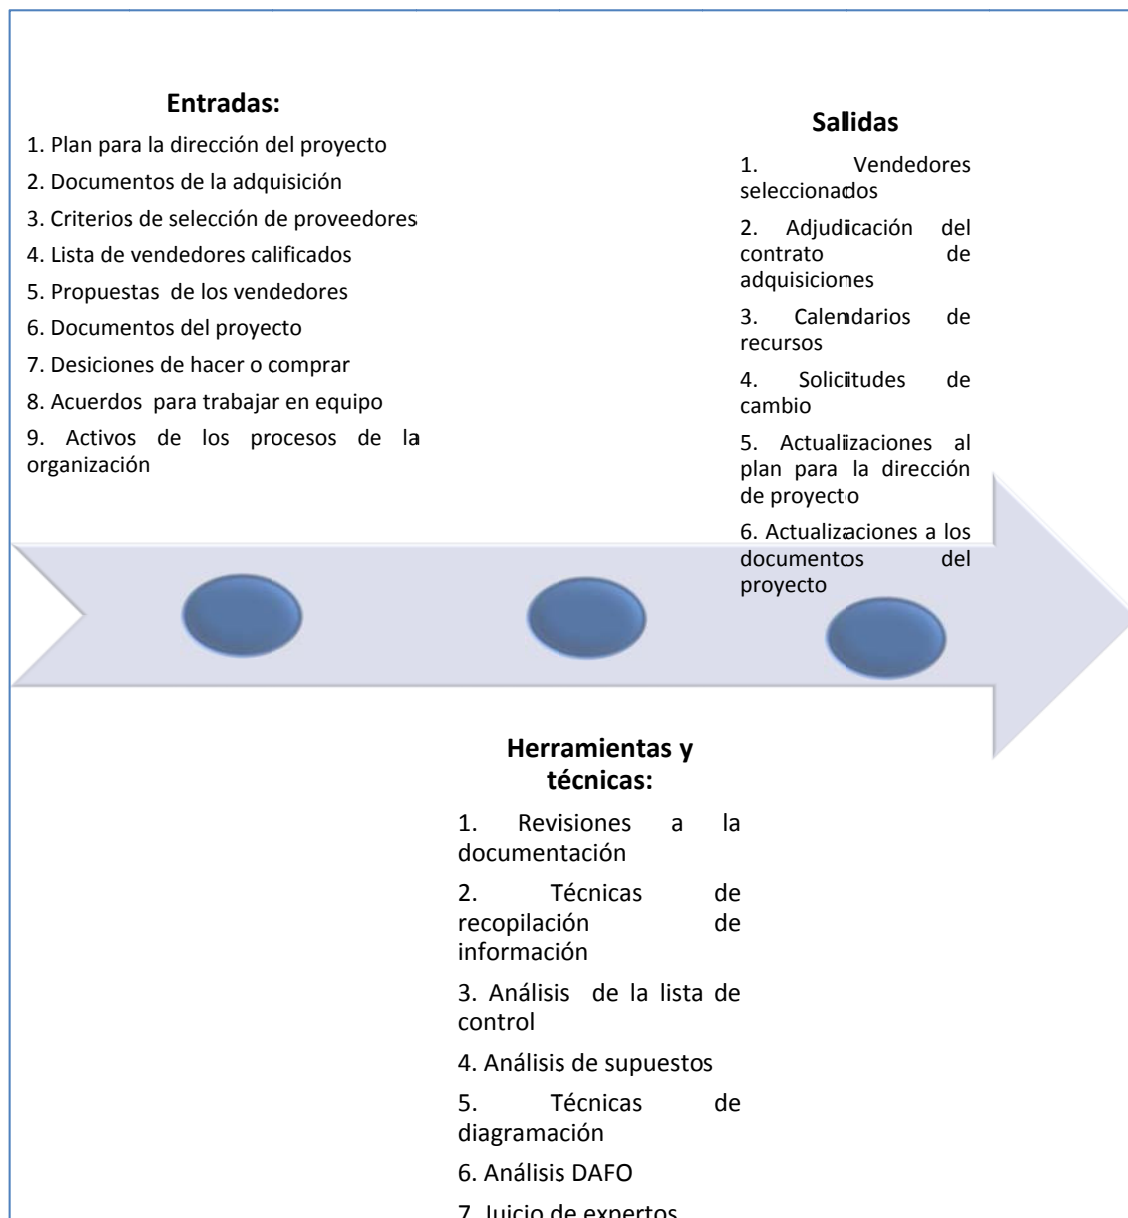 Entradas:
1. Plan para la dirección del proyecto
2. Documentos de la adquisición
3. Criterios de selección de proveedores
4. Lista de vendedores calificados
5. Propuestas  de los vendedores
6. Documentos del proyecto
7. Desiciones de hacer o comprar
8. Acuerdos  para trabajar en equipo
9. Activos de los procesos de la
organización
Salidas
1. Vendedores
seleccionados
2. Adjudicación del
contrato de
adquisiciones
3. Calendarios de
recursos
4. Solicitudes de
cambio
5. Actualizaciones al
plan para la dirección
de proyecto
6. Actualizaciones a los
documentos del
proyecto
Herramientas y
técnicas:
1. Revisiones a la
documentación
2. Técnicas de
recopilación de
información
3. Análisis  de la lista de
control
4. Análisis de supuestos
5. Técnicas de
diagramación
6. Análisis DAFO
7. Juicio de expertos